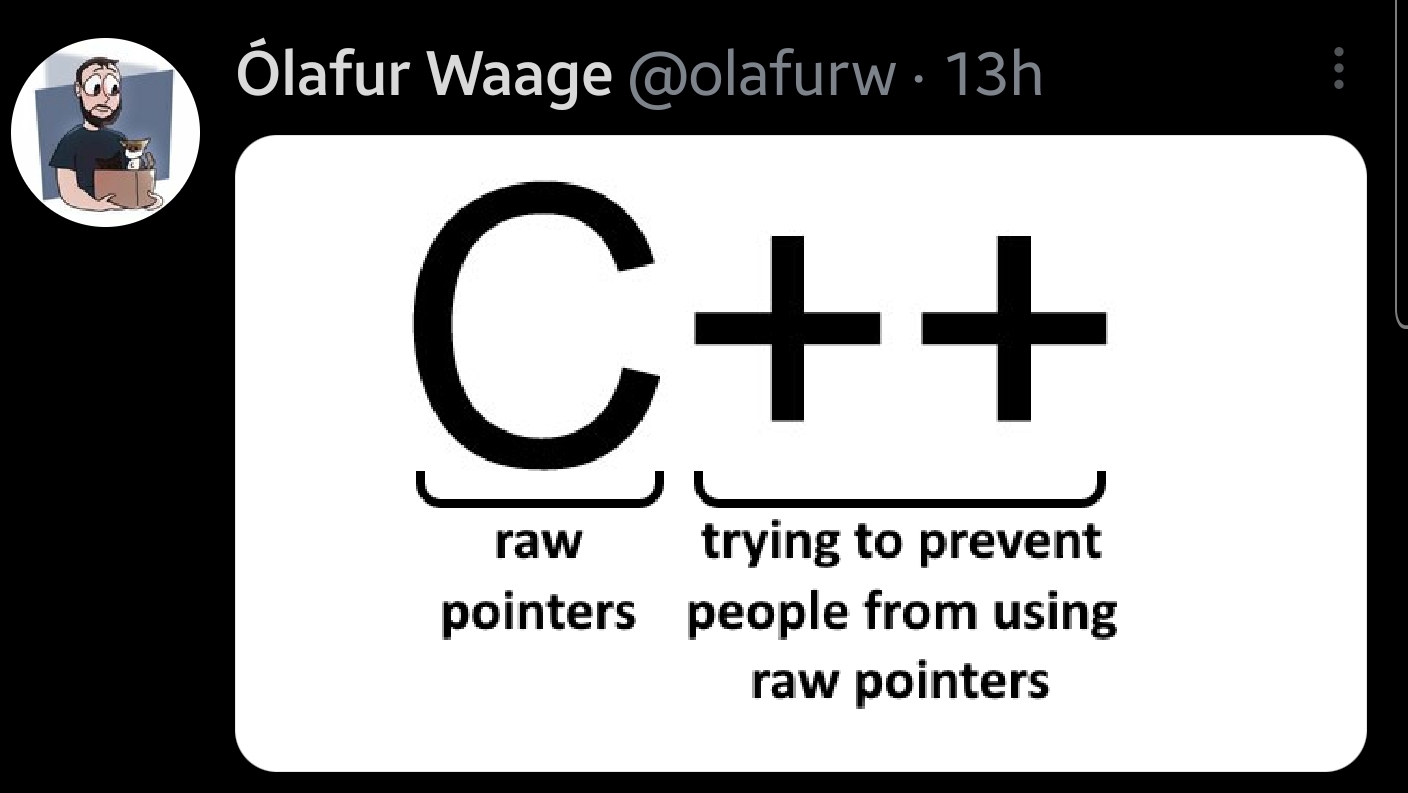 Ólafur Waage @olafurw · 13h
C++
raw
pointers
trying to prevent
people from using
raw pointers